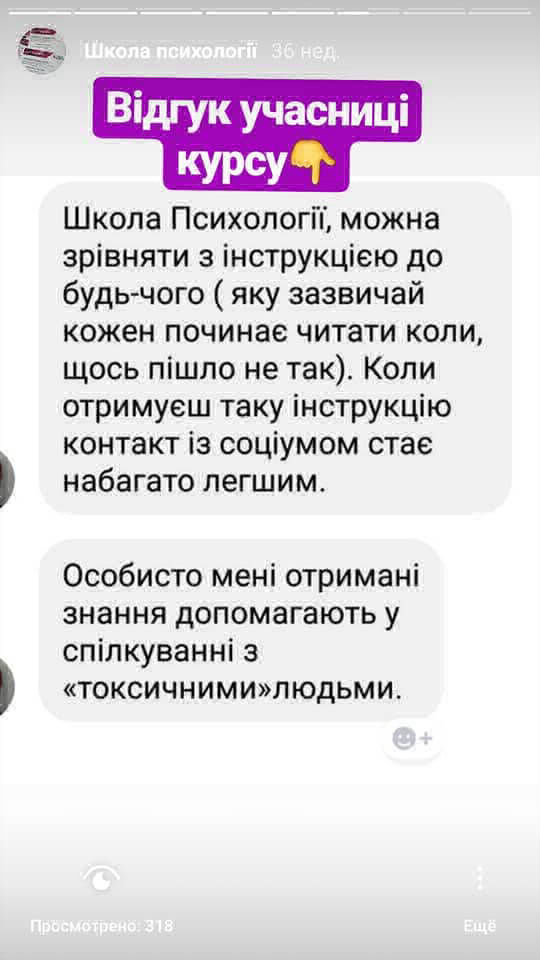 Школа психології 36 нед.
Відгук учасниці
курсу👇
Школа Психології, можна
зрівняти з інструкцією до
будь-чого ( яку зазвичай
кожен починає читати коли,
щось пішло не так). Коли
отримуєш таку інструкцію
контакт із соціумом стає
набагато легшим.
Особисто мені отримані
знання допомагають у
спілкуванні з
«токсичними»людьми.
Просмотрено: 318
Ещё